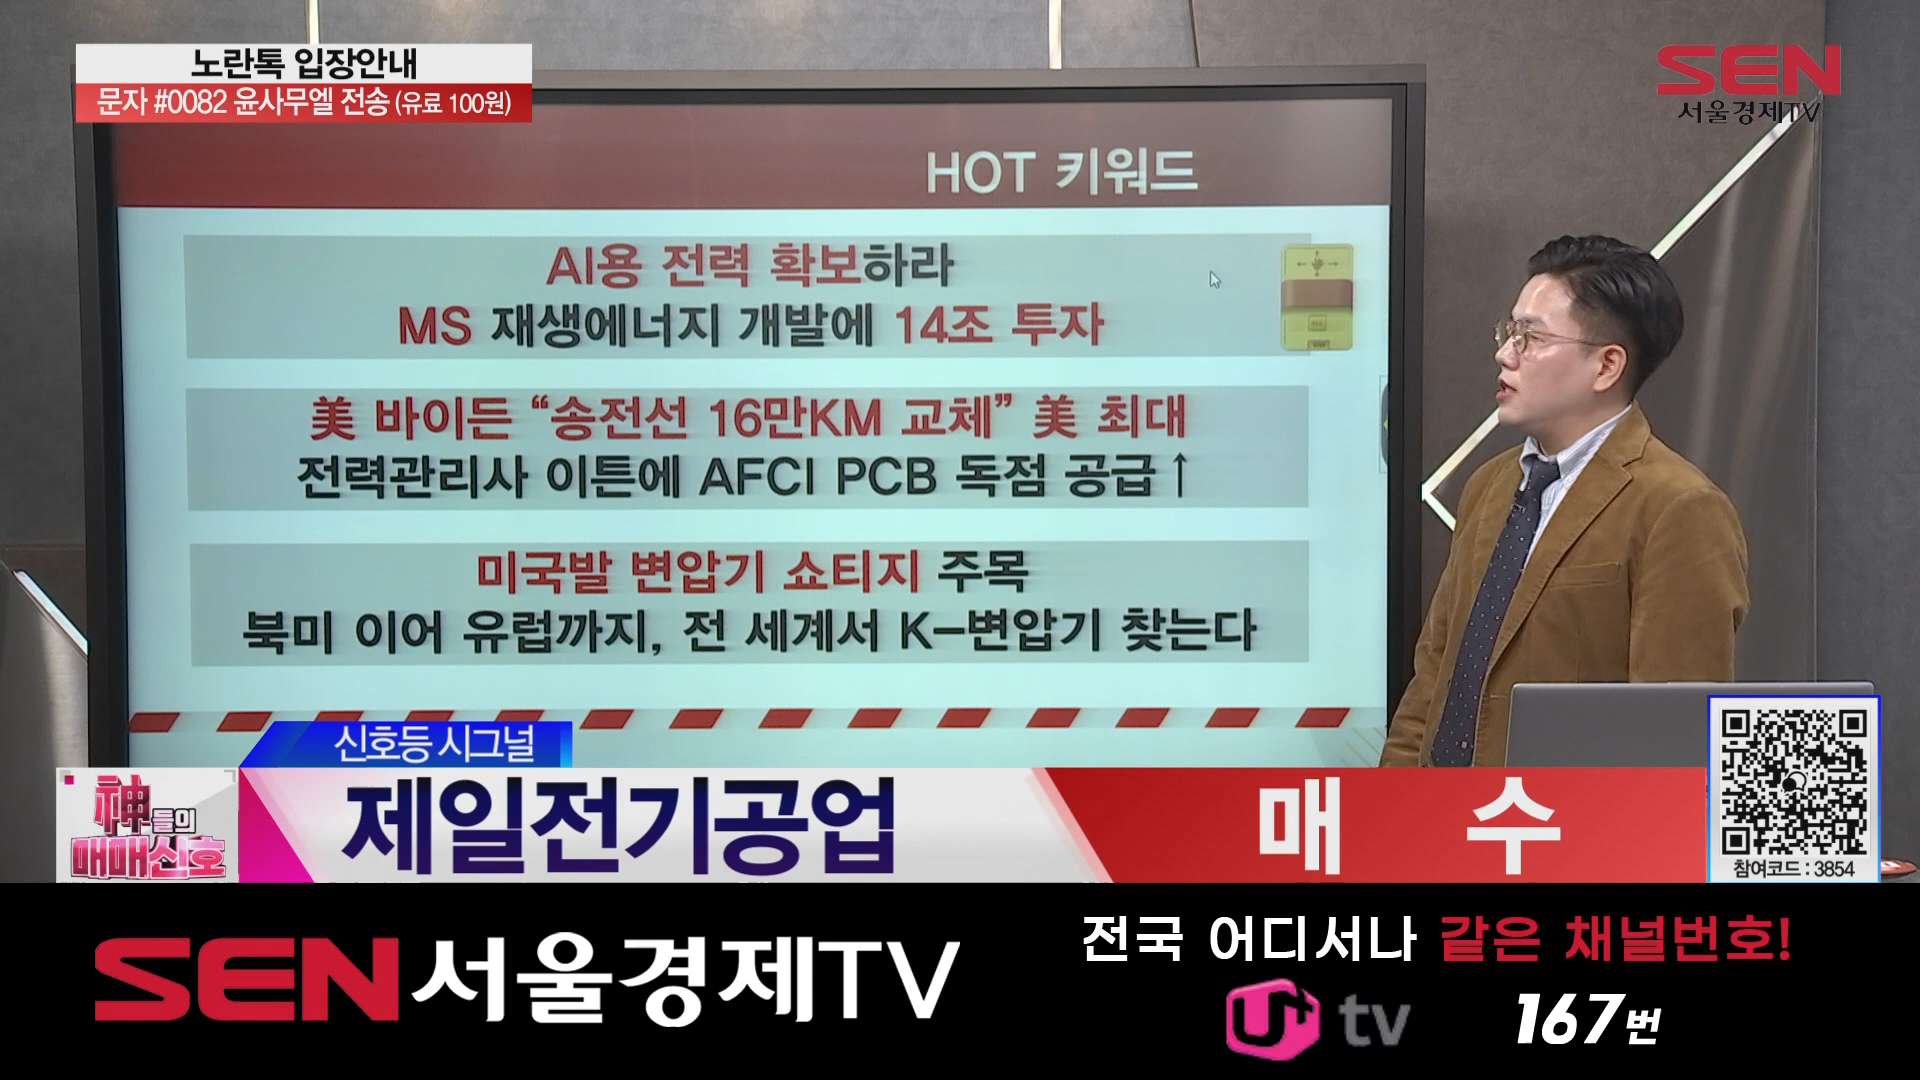 노란톡 입장안내
문자 #0082 윤사무엘 전송 (유료 100원)
SEN
서울경제TV
HOT 키워드
AI용 전력 확보하라
MS 재생에너지 개발에 14조 투자
美 바이든 “송전선 16만KM 교체” 美 최대
전력관리사 이튼에 AFCI PCB 독점 공급↑
미국발 변압기 쇼티지 주목
북미 이어 유럽까지, 전 세계서 K-변압기 찾는다
신호등 시그널
神들의
매매신호
제일전기공업
매 수
참여코드 : 3854
SEN서울경제TV
전국 어디서나 같은 채널번호!
U+ tv
167번